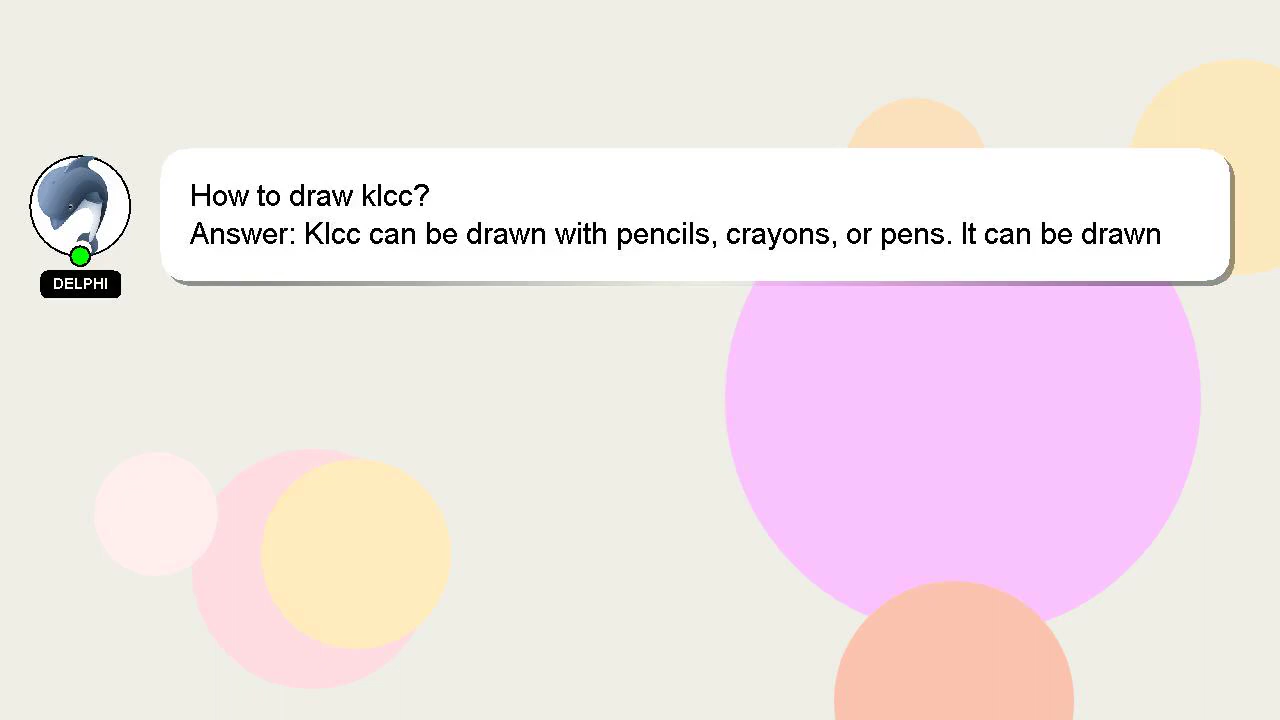 How to draw klcc?
Answer: Klcc can be drawn with pencils, crayons, or pens. It can be drawn
DELPHI